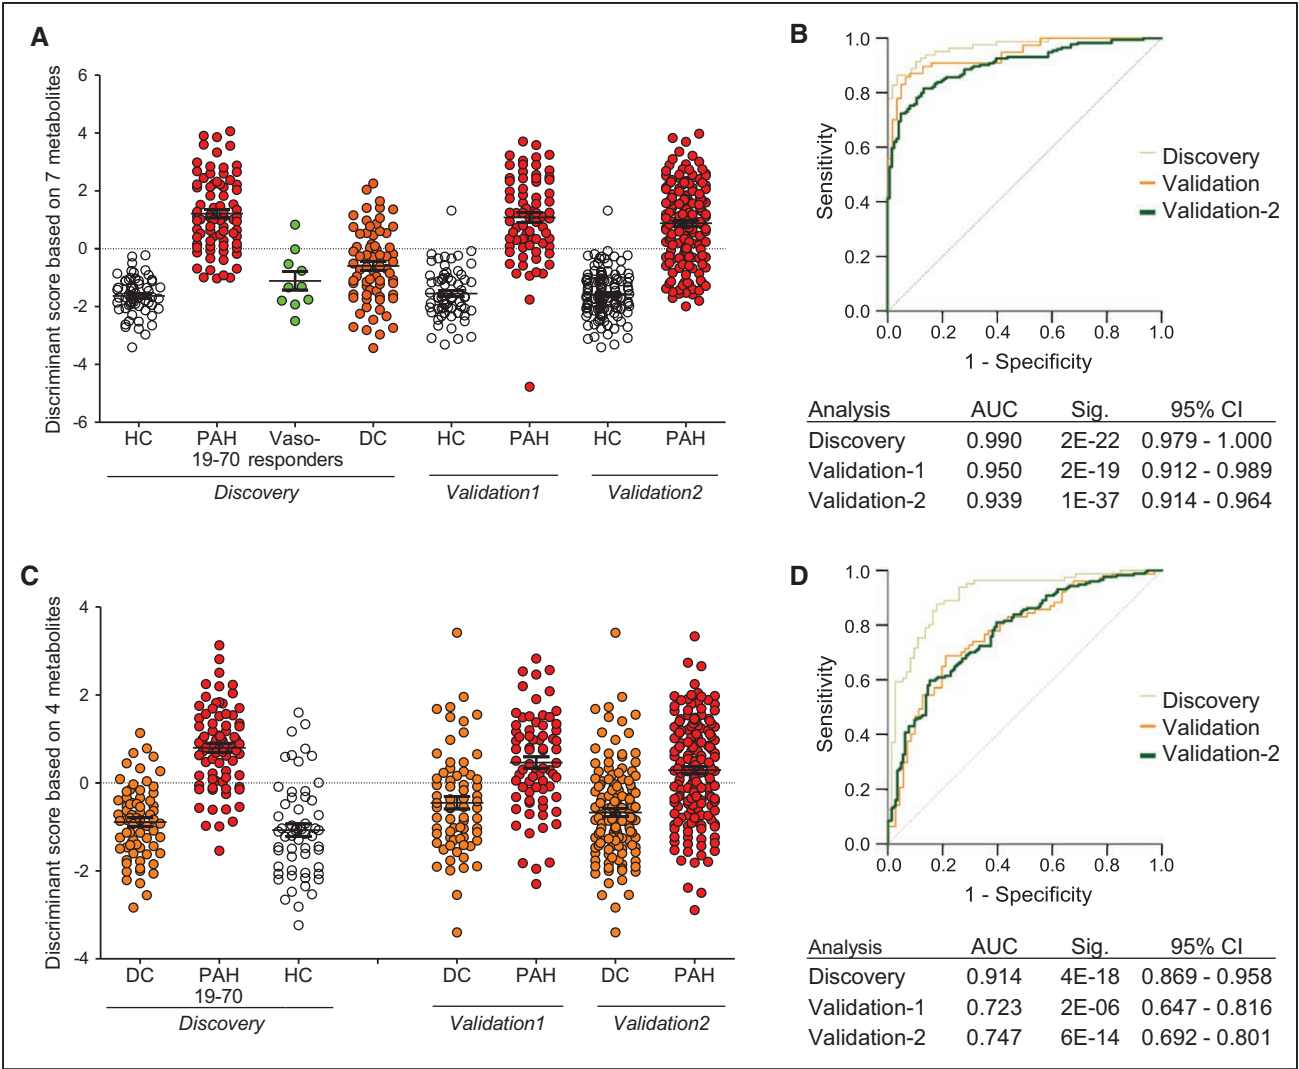 A
Discriminant score based on 7 metabolites
6
4
2
0
-2
-4
-6
HC
PAH
19-70
Vaso-
responders
DC
HC
PAH
HC
PAH
Discovery
Validation1
Validation2
B
Sensitivity
1.0
0.8
0.6
0.4
0.2
0.0
0.0 0.2 0.4 0.6 0.8 1.0
1 - Specificity
Discovery
Validation
Validation-2
Analysis AUC Sig. 95% CI
Discovery 0.990 2E-22 0.979 - 1.000
Validation-1 0.950 2E-19 0.912 - 0.989
Validation-2 0.939 1E-37 0.914 - 0.964
C
Discriminant score based on 4 metabolites
4
2
0
-2
-4
DC
PAH
19-70
HC
DC
PAH
DC
PAH
Discovery
Validation1
Validation2
D
Sensitivity
1.0
0.8
0.6
0.4
0.2
0.0
0.0 0.2 0.4 0.6 0.8 1.0
1 - Specificity
Discovery
Validation
Validation-2
Analysis AUC Sig. 95% CI
Discovery 0.914 4E-18 0.869 - 0.958
Validation-1 0.723 2E-06 0.647 - 0.816
Validation-2 0.747 6E-14 0.692 - 0.801